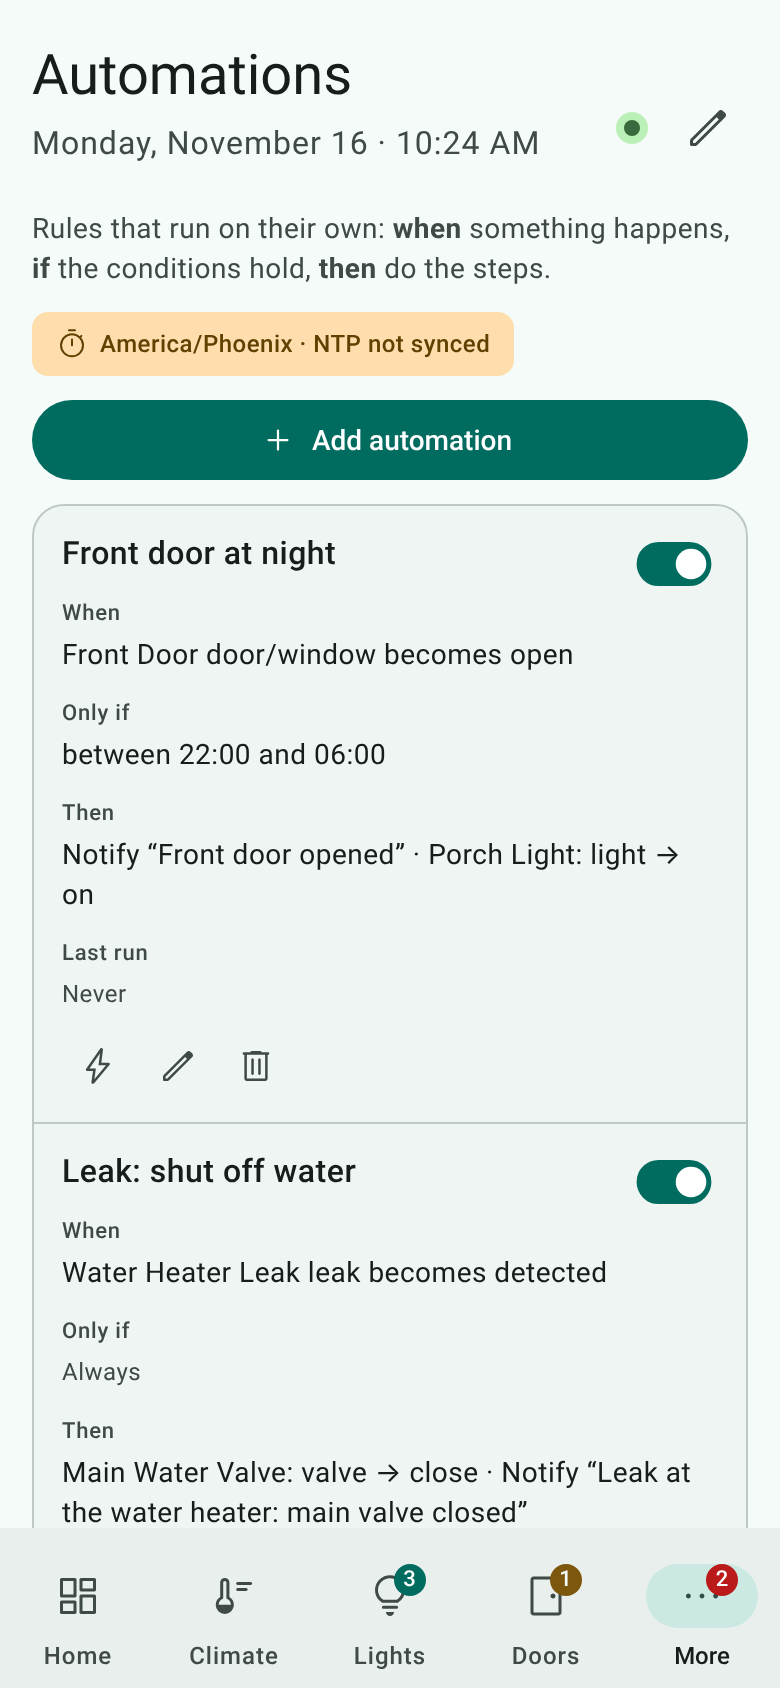 Automations
Monday, November 16 · 10:24 AM
Rules that run on their own: when something happens,
if the conditions hold, then do the steps.
America/Phoenix · NTP not synced
+ Add automation
Front door at night
When
Front Door door/window becomes open
Only if
between 22:00 and 06:00
Then
Notify “Front door opened” · Porch Light: light →
on
Last run
Never
Leak: shut off water
When
Water Heater Leak leak becomes detected
Only if
Always
Then
Main Water Valve: valve → close · Notify “Leak at
the water heater: main valve closed”
3
1
2
Home
Climate
Lights
Doors
More